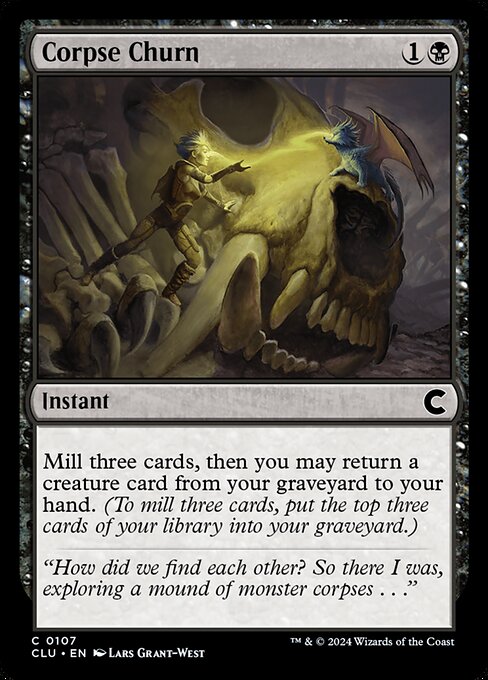 Corpse Churn 1
Instant C
Mill three cards, then you may return a
creature card from your graveyard to your
hand. (To mill three cards, put the top three
cards of your library into your graveyard.)
“How did we find each other? So there I was,
exploring a mound of monster corpses . . .”
C 0107
™ & © 2024 Wizards of the Coast
CLU • EN Lars Grant-West